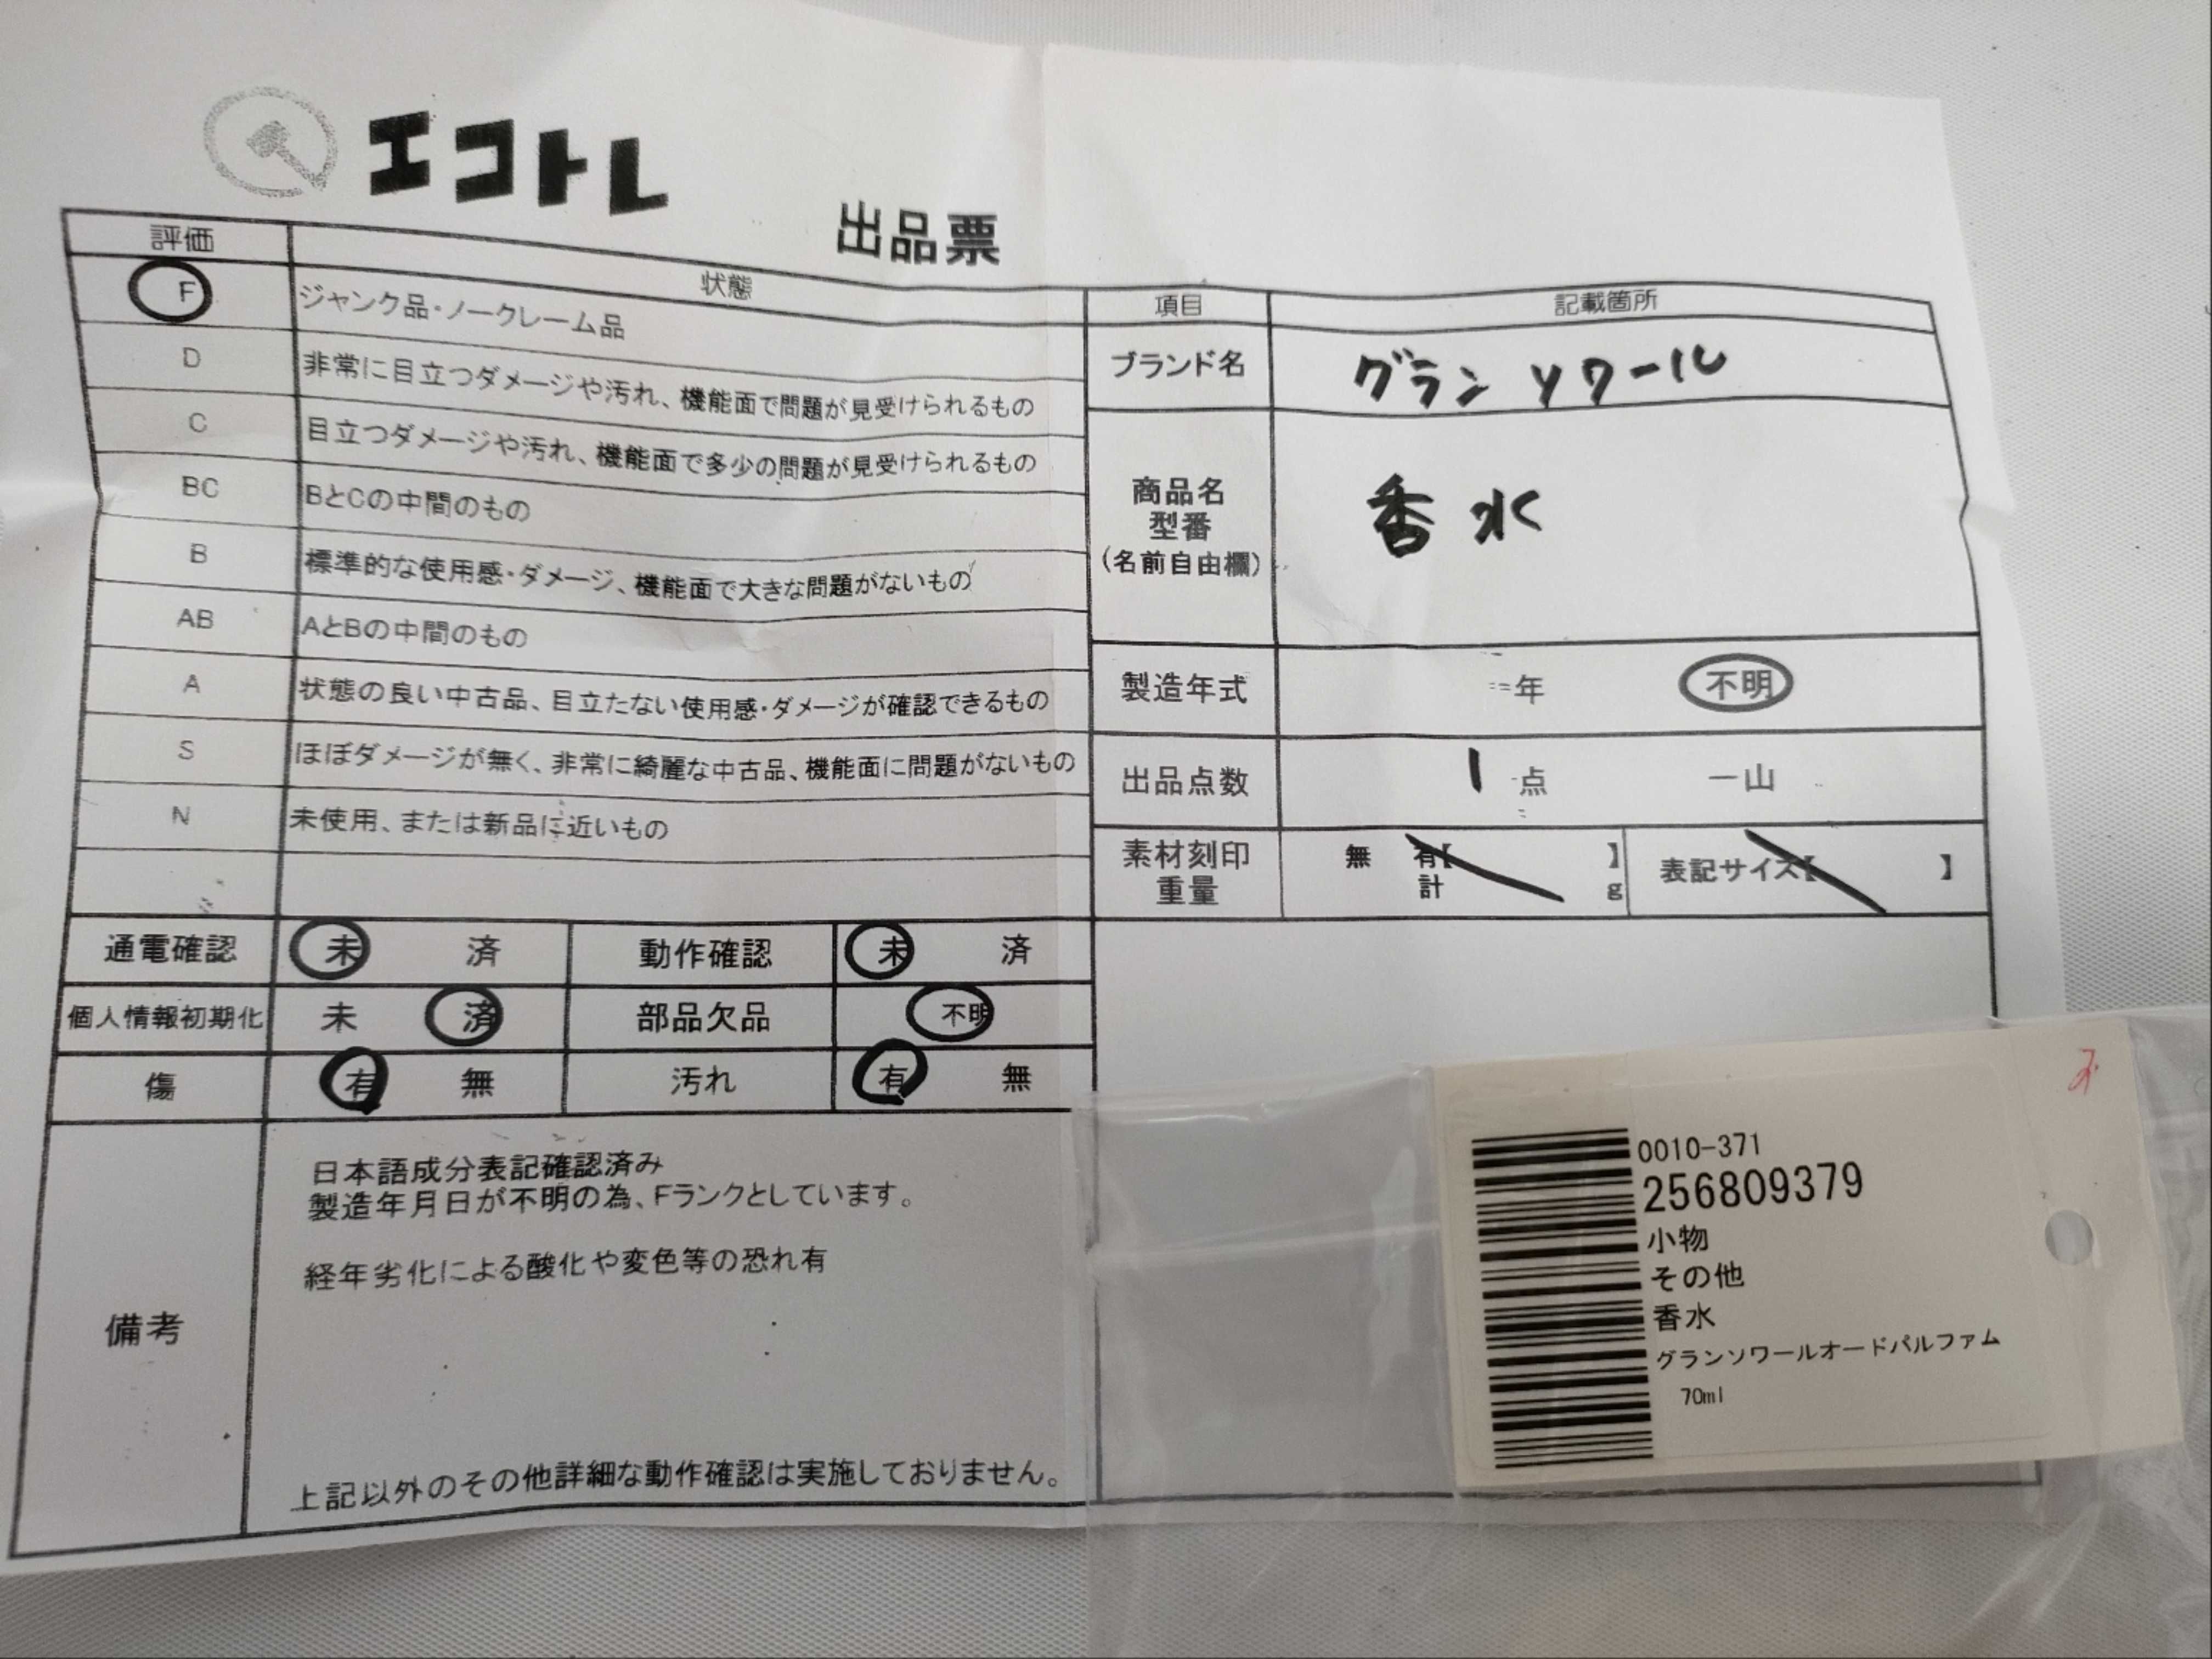 エコトレ
出品票
評価 状態
F ジャンク品・ノークレーム品
D 非常に目立つダメージや汚れ、機能面で問題が見受けられるもの
C 目立つダメージや汚れ、機能面で多少の問題が見受けられるもの
BC BとCの中間のもの
B 標準的な使用感・ダメージ、機能面で大きな問題がないもの
AB AとBの中間のもの
A 状態の良い中古品、目立たない使用感・ダメージが確認できるもの
S ほぼダメージが無く、非常に綺麗な中古品、機能面に問題がないもの
N 未使用、または新品に近いもの
項目 記載箇所
ブランド名 グランソワール
商品名
型番
(名前自由欄)
香水
製造年式 年 不明
出品点数 1 点 一山
素材刻印 無 有【 】 表記サイズ【 】
重量 計 g
通電確認 未 済 動作確認 未 済
個人情報初期化 未 済 部品欠品 不明
傷 有 無 汚れ 有 無
備考
日本語成分表記確認済み
製造年月日が不明の為、Fランクとしています。
経年劣化による酸化や変色等の恐れ有
上記以外のその他詳細な動作確認は実施しておりません。
0010-371
256809379
小物
その他
香水
グランソワールオードパルファム
70ml